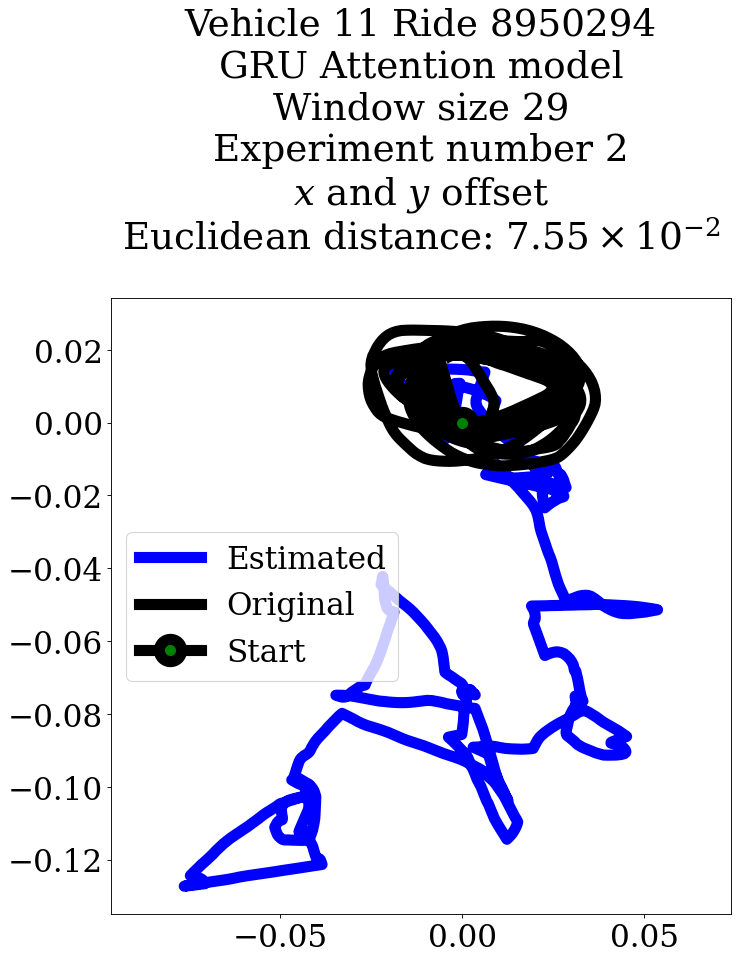 Vehicle 11 Ride 8950294
GRU Attention model
Window size 29
Experiment number 2
x and y offset
Euclidean distance: 7.55 × 10⁻²
0.02
0.00
−0.02
−0.04
−0.06
−0.08
−0.10
−0.12
Estimated
Original
Start
−0.05 0.00 0.05